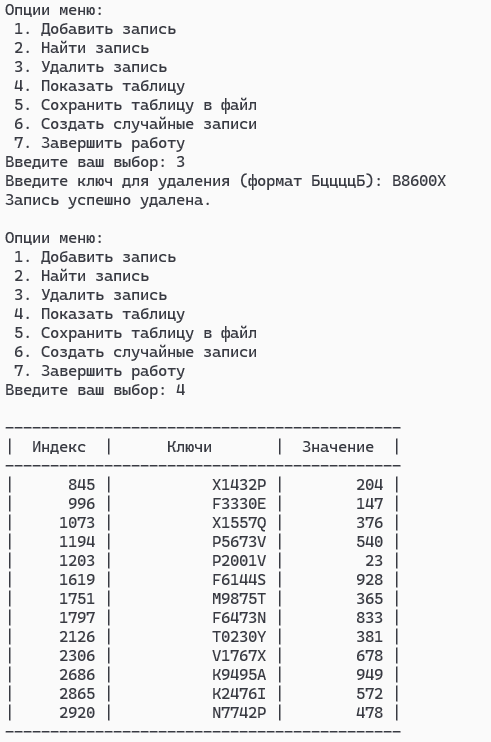 Опции меню:
1. Добавить запись
2. Найти запись
3. Удалить запись
4. Показать таблицу
5. Сохранить таблицу в файл
6. Создать случайные записи
7. Завершить работу
Введите ваш выбор: 3
Введите ключ для удаления (формат БццццБ): B8600X
Запись успешно удалена.

Опции меню:
1. Добавить запись
2. Найти запись
3. Удалить запись
4. Показать таблицу
5. Сохранить таблицу в файл
6. Создать случайные записи
7. Завершить работу
Введите ваш выбор: 4

--------------------------------------------
| Индекс | Ключи | Значение |
--------------------------------------------
| 845 | X1432P | 204 |
| 996 | F3330E | 147 |
| 1073 | X1557Q | 376 |
| 1194 | P5673V | 540 |
| 1203 | P2001V | 23 |
| 1619 | F6144S | 928 |
| 1751 | M9875T | 365 |
| 1797 | F6473N | 833 |
| 2126 | T0230Y | 381 |
| 2306 | V1767X | 678 |
| 2686 | K9495A | 949 |
| 2865 | K2476I | 572 |
| 2920 | N7742P | 478 |
--------------------------------------------